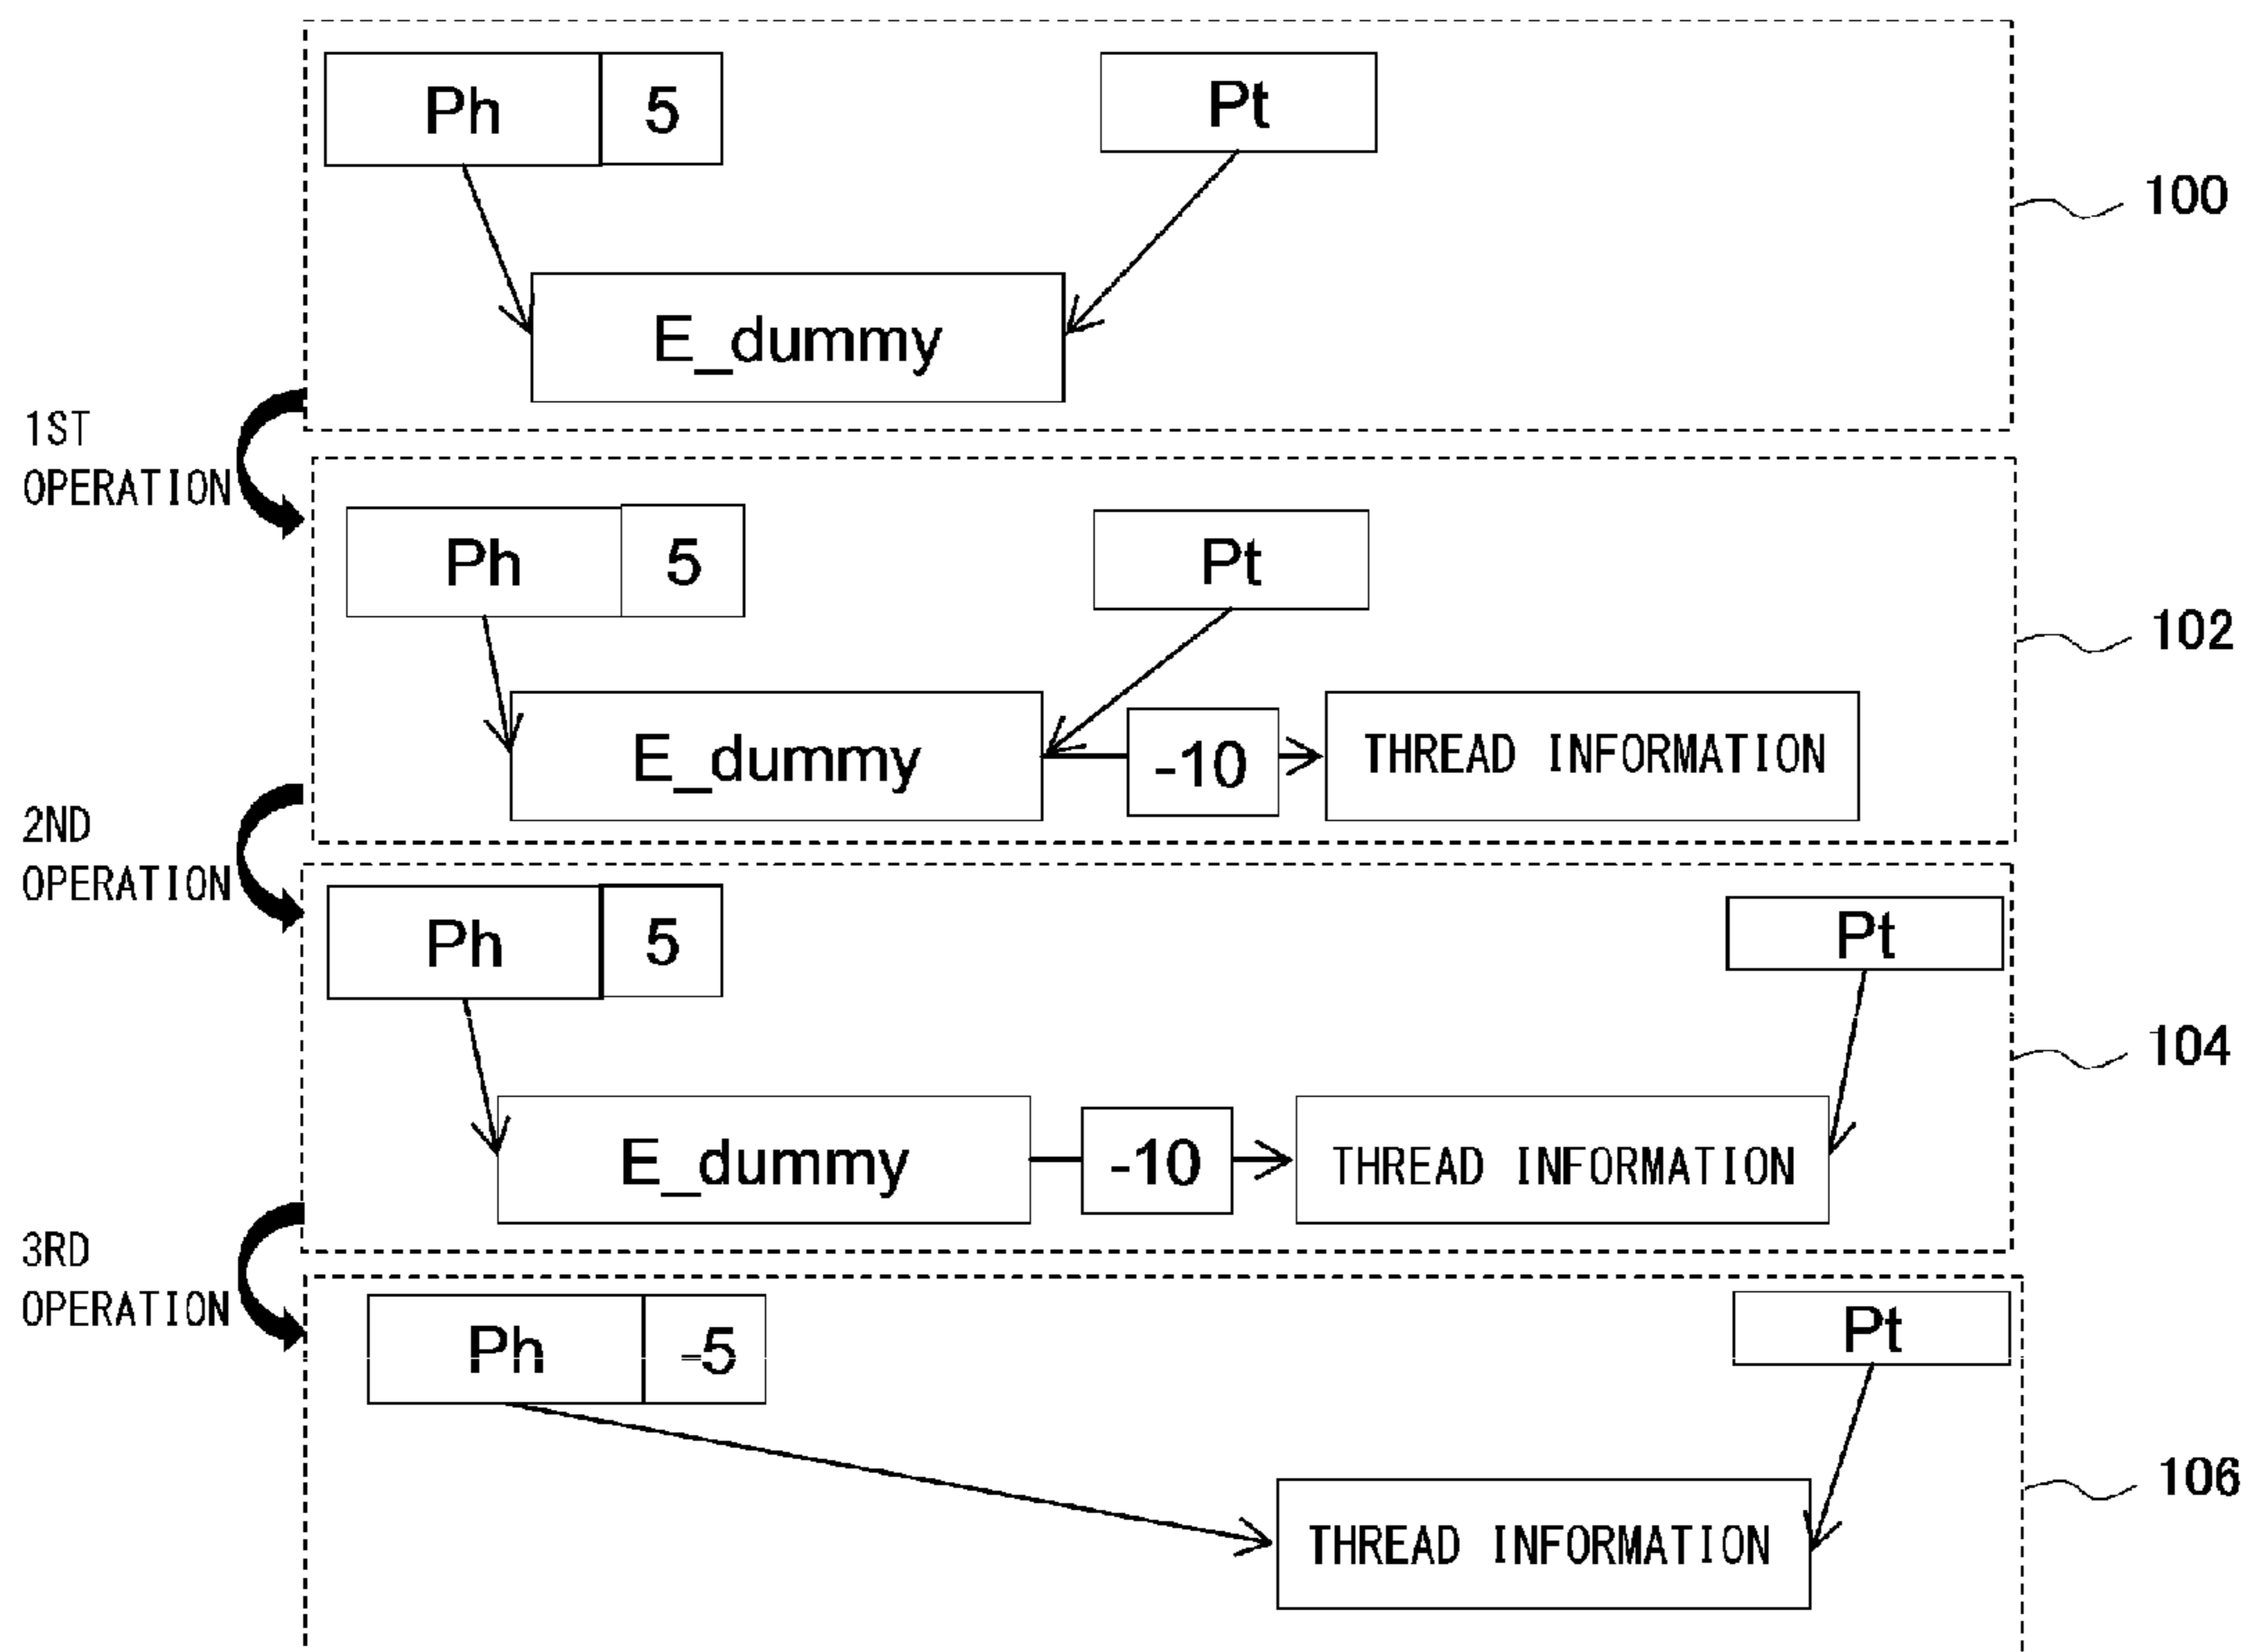 Ph 5 Pt
100
E_dummy
1ST
OPERATION
Ph 5 Pt
102
E_dummy -10 THREAD INFORMATION
2ND
OPERATION
Ph 5 Pt
104
E_dummy -10 THREAD INFORMATION
3RD
OPERATION
Ph -5 Pt
106
THREAD INFORMATION